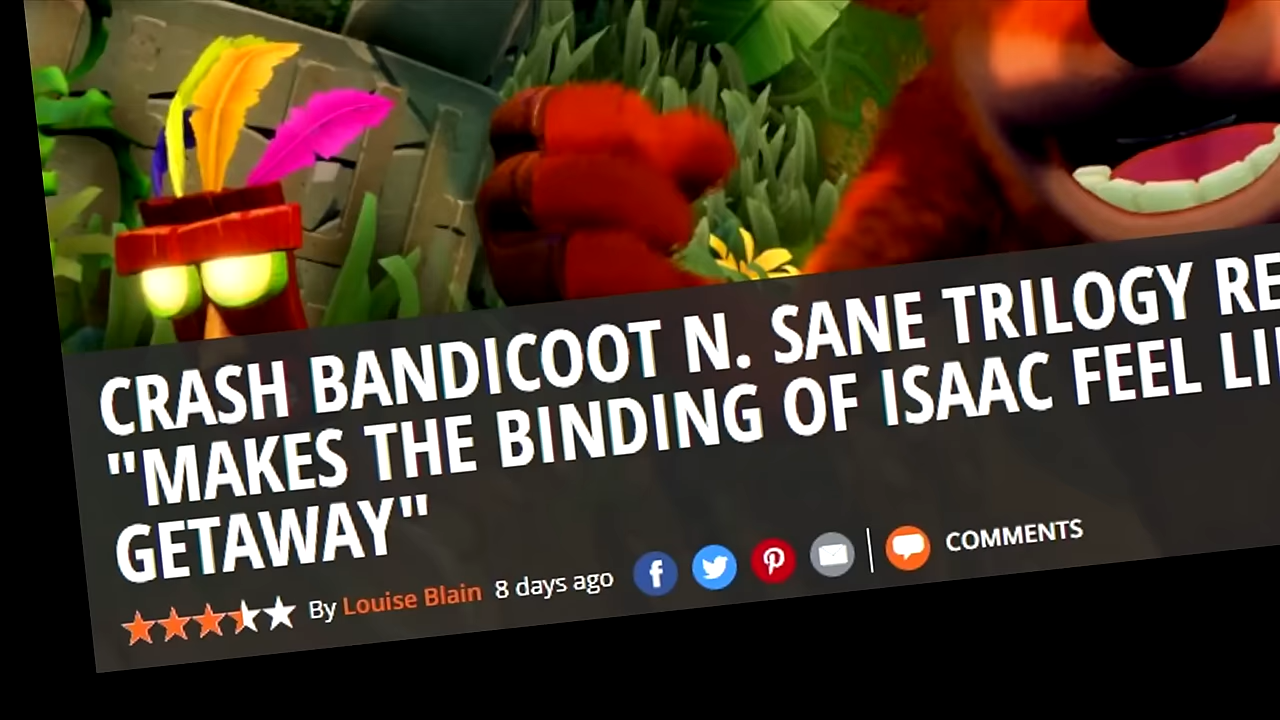 CRASH BANDICOOT N. SANE TRILOGY RE
"MAKES THE BINDING OF ISAAC FEEL LI
GETAWAY"
By Louise Blain 8 days ago COMMENTS